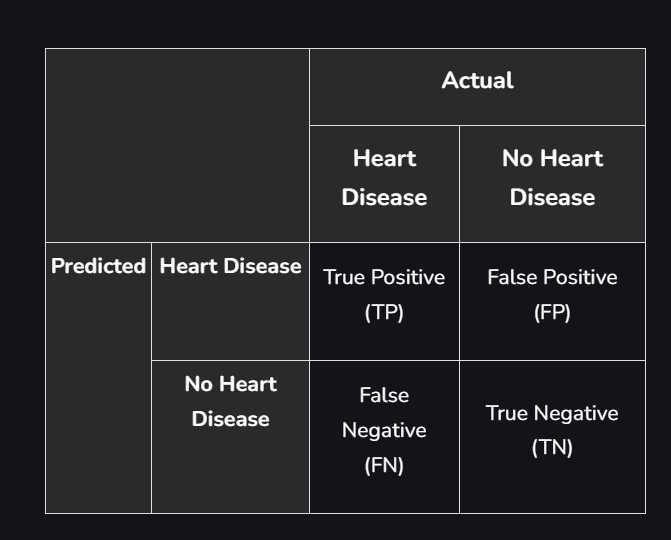 Actual
Heart
Disease
No Heart
Disease
Predicted
Heart Disease
True Positive
(TP)
False Positive
(FP)
No Heart
Disease
False
Negative
(FN)
True Negative
(TN)